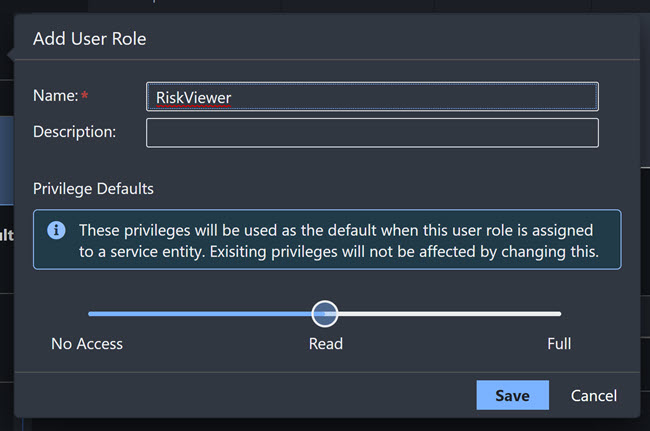 Add User Role
Name:*
RiskViewer
Description:
Privilege Defaults
These privileges will be used as the default when this user role is assigned
to a service entity. Exisiting privileges will not be affected by changing this.
No Access Read Full
Save Cancel